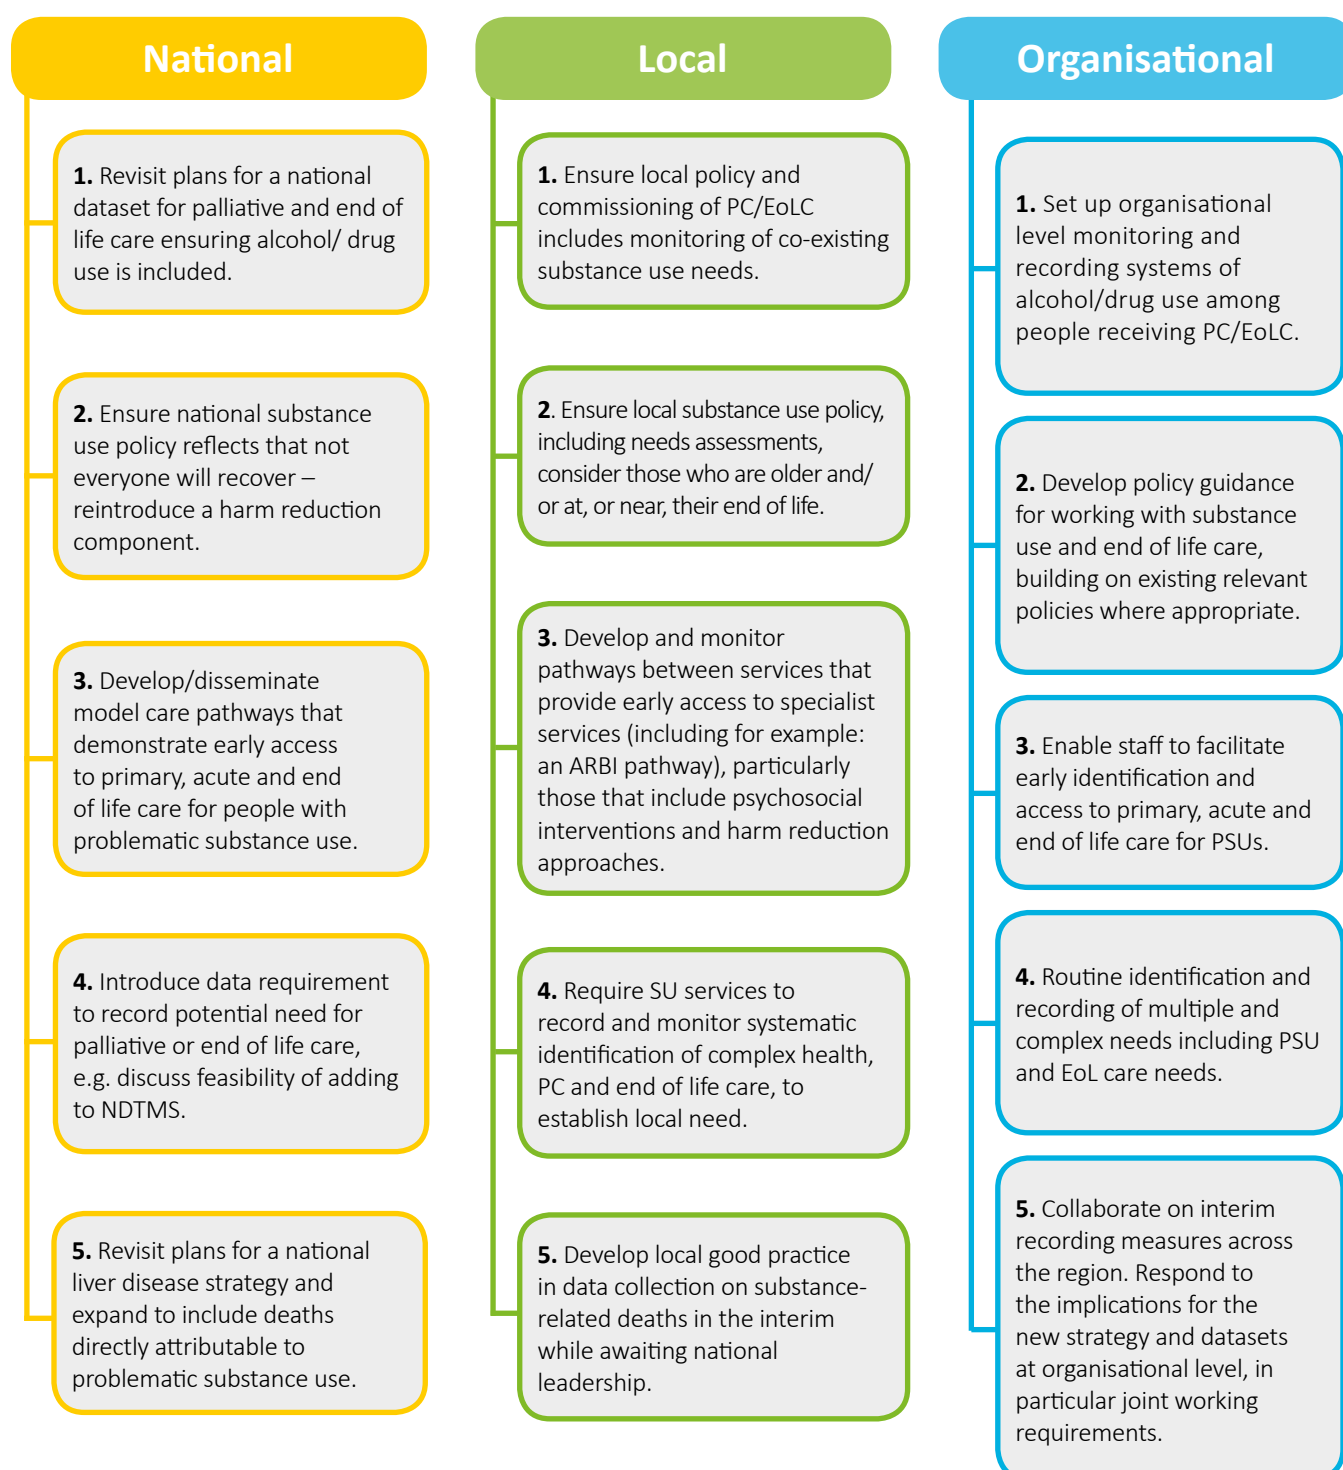 National
1. Revisit plans for a national
dataset for palliative and end of
life care ensuring alcohol/ drug
use is included.
2. Ensure national substance
use policy reflects that not
everyone will recover –
reintroduce a harm reduction
component.
3. Develop/disseminate
model care pathways that
demonstrate early access
to primary, acute and end
of life care for people with
problematic substance use.
4. Introduce data requirement
to record potential need for
palliative or end of life care,
e.g. discuss feasibility of adding
to NDTMS.
5. Revisit plans for a national
liver disease strategy and
expand to include deaths
directly attributable to
problematic substance use.
Local
1. Ensure local policy and
commissioning of PC/EoLC
includes monitoring of co-existing
substance use needs.
2. Ensure local substance use policy,
including needs assessments,
consider those who are older and/
or at, or near, their end of life.
3. Develop and monitor
pathways between services that
provide early access to specialist
services (including for example:
an ARBI pathway), particularly
those that include psychosocial
interventions and harm reduction
approaches.
4. Require SU services to
record and monitor systematic
identification of complex health,
PC and end of life care, to
establish local need.
5. Develop local good practice
in data collection on substance-
related deaths in the interim
while awaiting national
leadership.
Organisational
1. Set up organisational
level monitoring and
recording systems of
alcohol/drug use among
people receiving PC/EoLC.
2. Develop policy guidance
for working with substance
use and end of life care,
building on existing relevant
policies where appropriate.
3. Enable staff to facilitate
early identification and
access to primary, acute and
end of life care for PSUs.
4. Routine identification and
recording of multiple and
complex needs including PSU
and EoL care needs.
5. Collaborate on interim
recording measures across
the region. Respond to
the implications for the
new strategy and datasets
at organisational level, in
particular joint working
requirements.